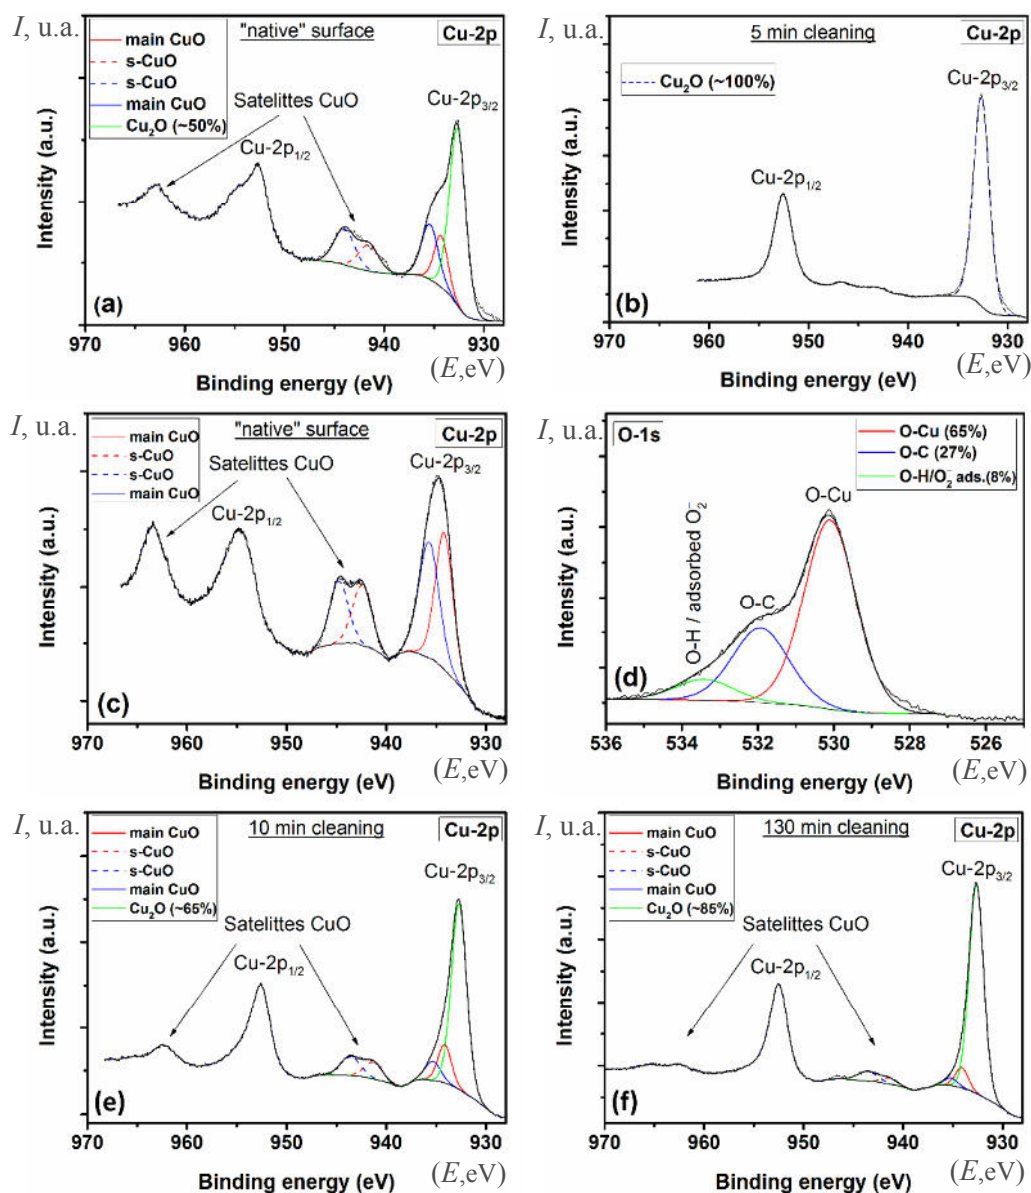 I, u.a.
"native" surface
Cu-2p
main CuO
s-CuO
s-CuO
main CuO
Cu₂O (~50%)
Satelittes CuO
Cu-2p₃/₂
Cu-2p₁/₂
Intensity (a.u.)
(a)
970 960 950 940 930
Binding energy (eV)
(E,eV)
I, u.a.
5 min cleaning
Cu-2p
Cu₂O (~100%)
Cu-2p₃/₂
Cu-2p₁/₂
Intensity (a.u.)
(b)
970 960 950 940 930
Binding energy (eV)
(E,eV)
I, u.a.
"native" surface
Cu-2p
main CuO
s-CuO
s-CuO
main CuO
Satelittes CuO
Cu-2p₃/₂
Cu-2p₁/₂
Intensity (a.u.)
(c)
970 960 950 940 930
Binding energy (eV)
(E,eV)
I, u.a.
O-1s
O-Cu (65%)
O-C (27%)
O-H/O₂⁻ ads.(8%)
O-Cu
O-C
O-H / adsorbed O₂⁻
Intensity (a.u.)
(d)
536 534 532 530 528 526
Binding energy (eV)
(E,eV)
I, u.a.
10 min cleaning
Cu-2p
main CuO
s-CuO
s-CuO
main CuO
Cu₂O (~65%)
Cu-2p₃/₂
Satelittes CuO
Cu-2p₁/₂
Intensity (a.u.)
(e)
970 960 950 940 930
Binding energy (eV)
(E,eV)
I, u.a.
130 min cleaning
Cu-2p
main CuO
s-CuO
s-CuO
main CuO
Cu₂O (~85%)
Cu-2p₃/₂
Satelittes CuO
Cu-2p₁/₂
Intensity (a.u.)
(f)
970 960 950 940 930
Binding energy (eV)
(E,eV)